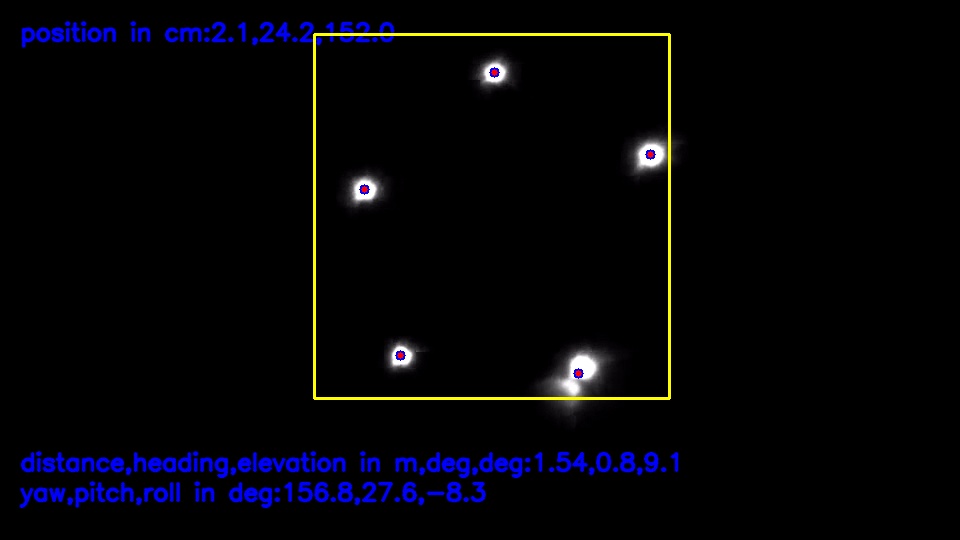 position in cm:2.1,24.2,152.0
distance,heading,elevation in m,deg,deg:1.54,0.8,9.1
yaw,pitch,roll in deg:156.8,27.6,-8.3